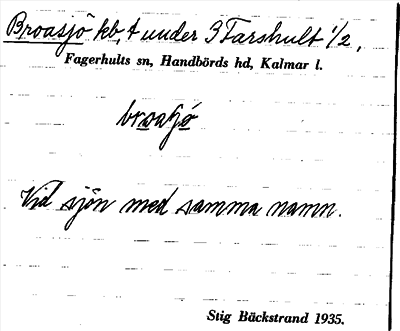 Broasjö kb, t under 3 Farshult 1/2,
Fagerhults sn, Handbörds hd, Kalmar l.
Vid sjön med samma namn.
Stig Bäckstrand 1935.